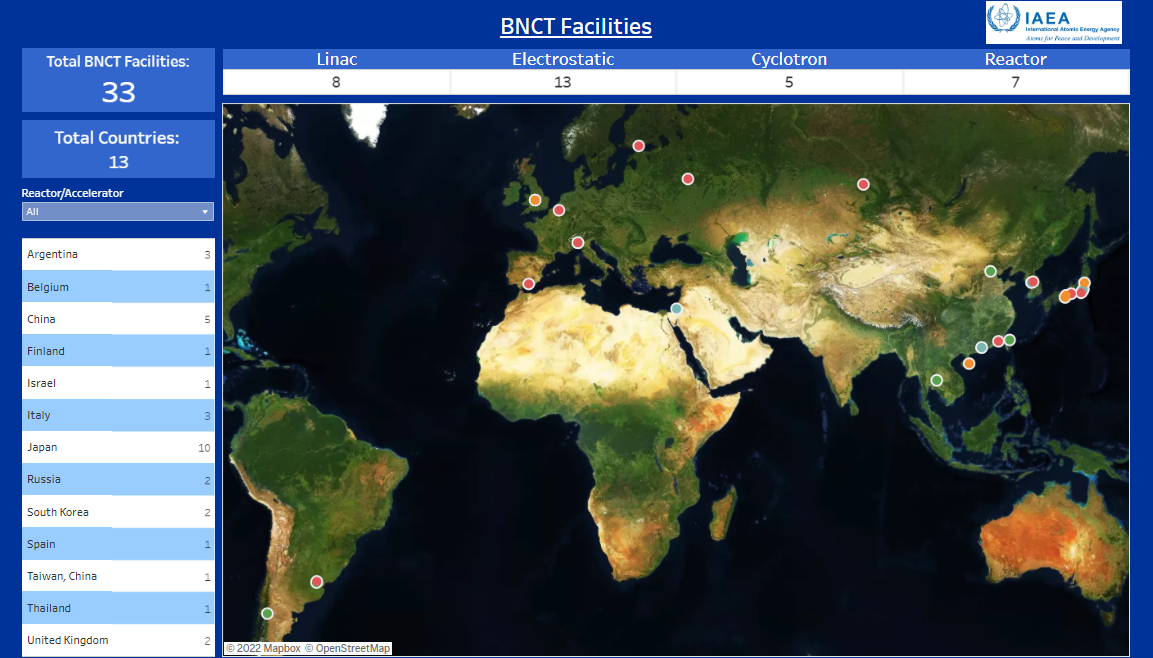 BNCT Facilities
IAEA
International Atomic Energy Agency
Atoms for Peace and Development
Total BNCT Facilities:
33
Total Countries:
13
Reactor/Accelerator
All
Linac Electrostatic Cyclotron Reactor
8 13 5 7
Argentina 3
Belgium 1
China 5
Finland 1
Israel 1
Italy 3
Japan 10
Russia 2
South Korea 2
Spain 1
Taiwan, China 1
Thailand 1
United Kingdom 2
© 2022 Mapbox © OpenStreetMap